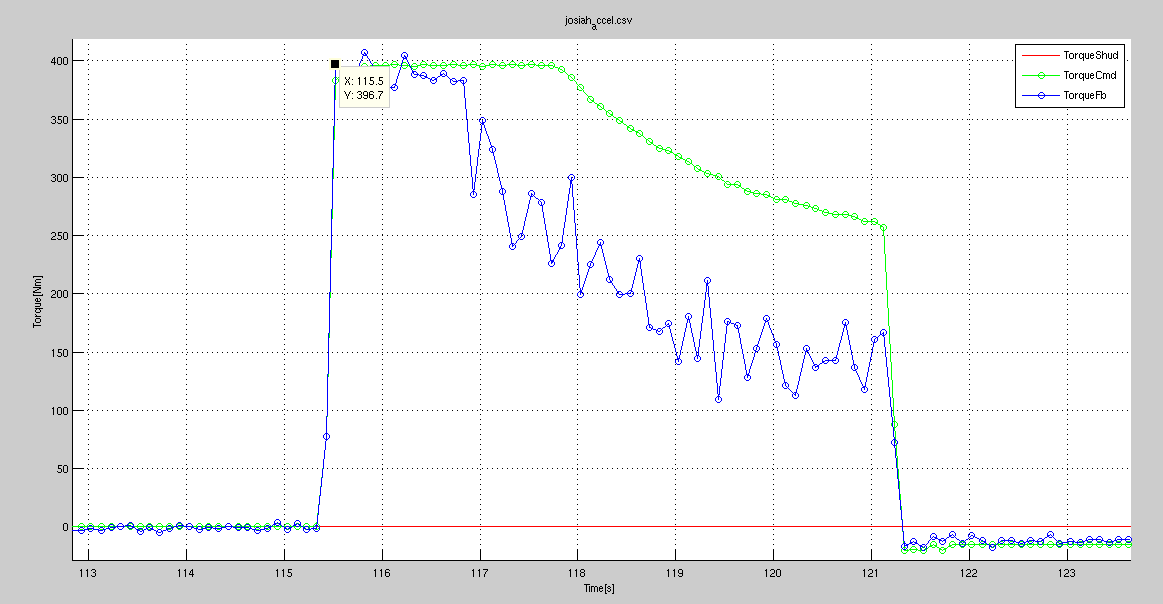 josiah_accel.csv
TorqueShud
TorqueCmd
TorqueFb
X: 115.5
Y: 396.7
400
350
300
250
200
150
100
50
0
Torque[Nm]
113 114 115 116 117 118 119 120 121 122 123
Time[s]